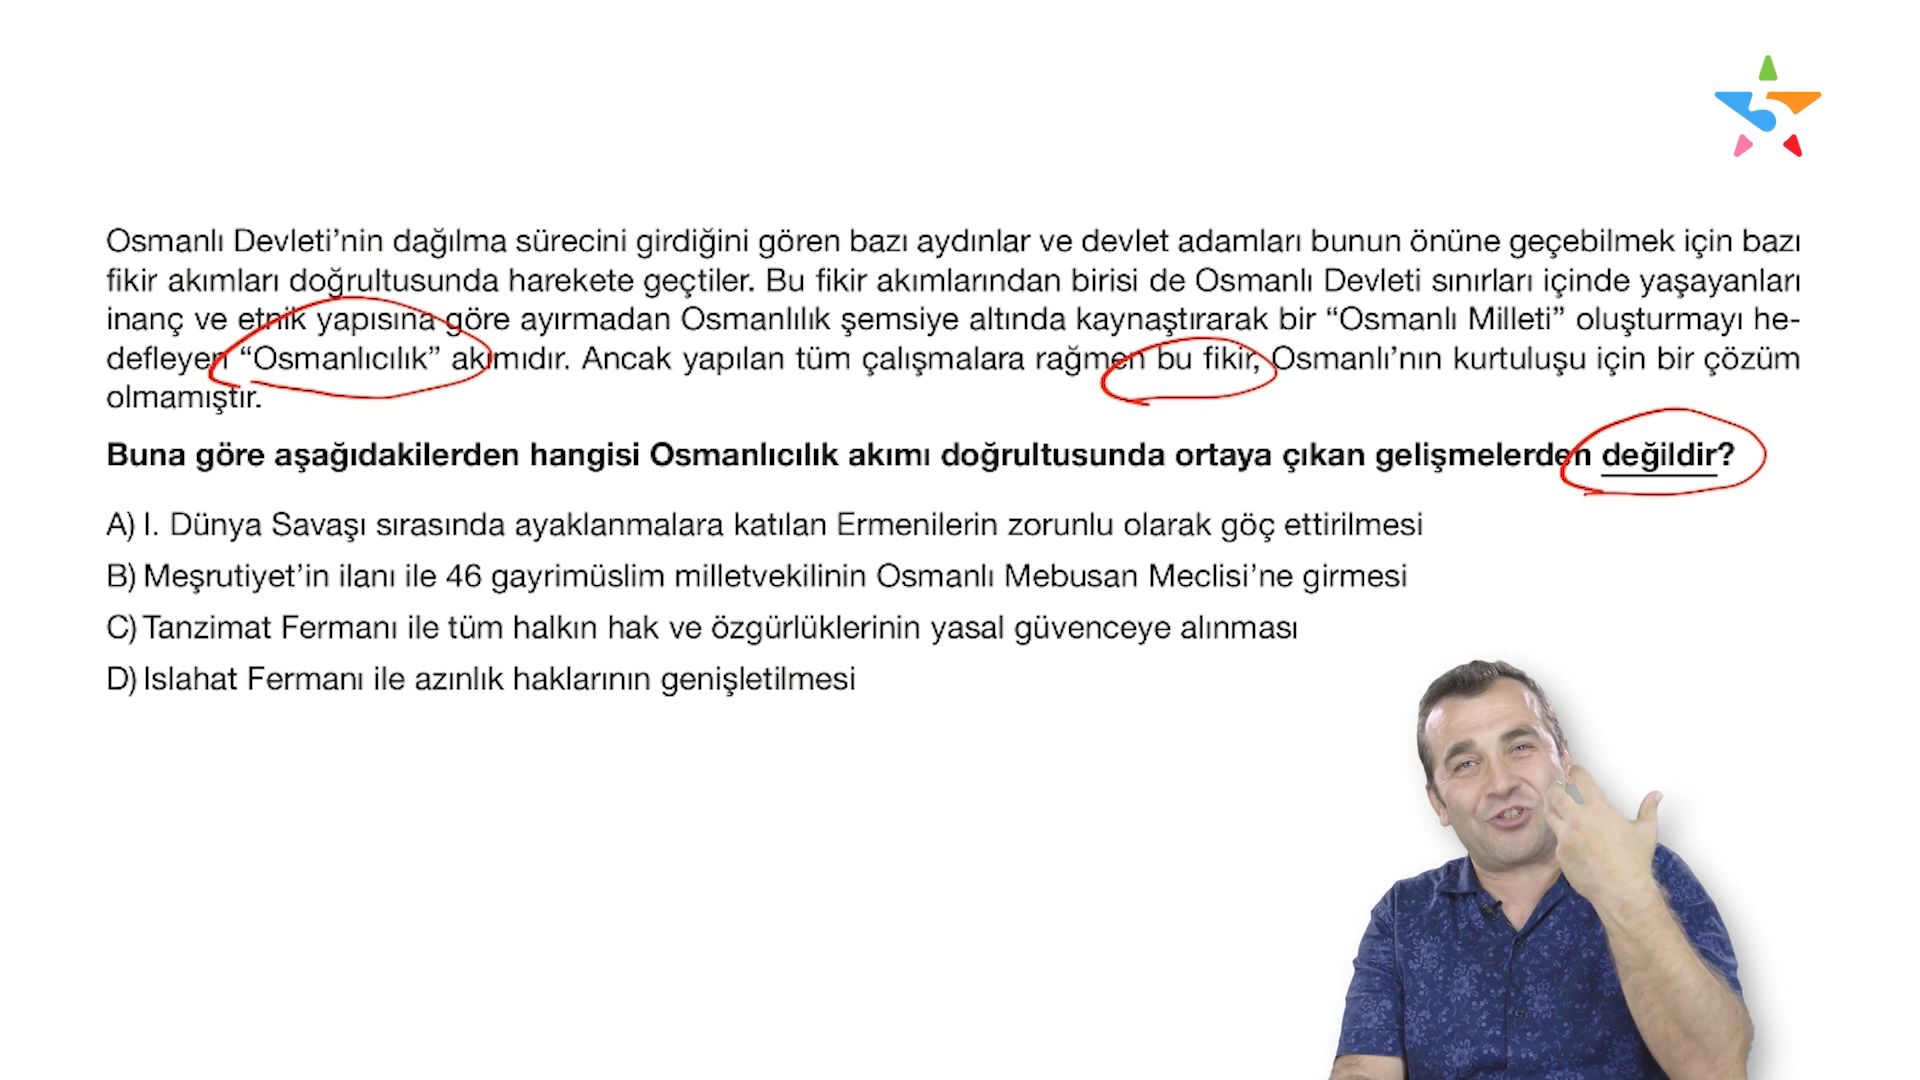 Osmanlı Devleti’nin dağılma sürecini girdiğini gören bazı aydınlar ve devlet adamları bunun önüne geçebilmek için bazı
fikir akımları doğrultusunda harekete geçtiler. Bu fikir akımlarından birisi de Osmanlı Devleti sınırları içinde yaşayanları
inanç ve etnik yapısına göre ayırmadan Osmanlılık şemsiye altında kaynaştırarak bir “Osmanlı Milleti” oluşturmayı he-
defleyen “Osmanlıcılık” akımıdır. Ancak yapılan tüm çalışmalara rağmen bu fikir, Osmanlı’nın kurtuluşu için bir çözüm
olmamıştır.
Buna göre aşağıdakilerden hangisi Osmanlıcılık akımı doğrultusunda ortaya çıkan gelişmelerden değildir?
A) I. Dünya Savaşı sırasında ayaklanmalara katılan Ermenilerin zorunlu olarak göç ettirilmesi
B) Meşrutiyet’in ilanı ile 46 gayrimüslim milletvekilinin Osmanlı Mebusan Meclisi’ne girmesi
C) Tanzimat Fermanı ile tüm halkın hak ve özgürlüklerinin yasal güvenceye alınması
D) Islahat Fermanı ile azınlık haklarının genişletilmesi